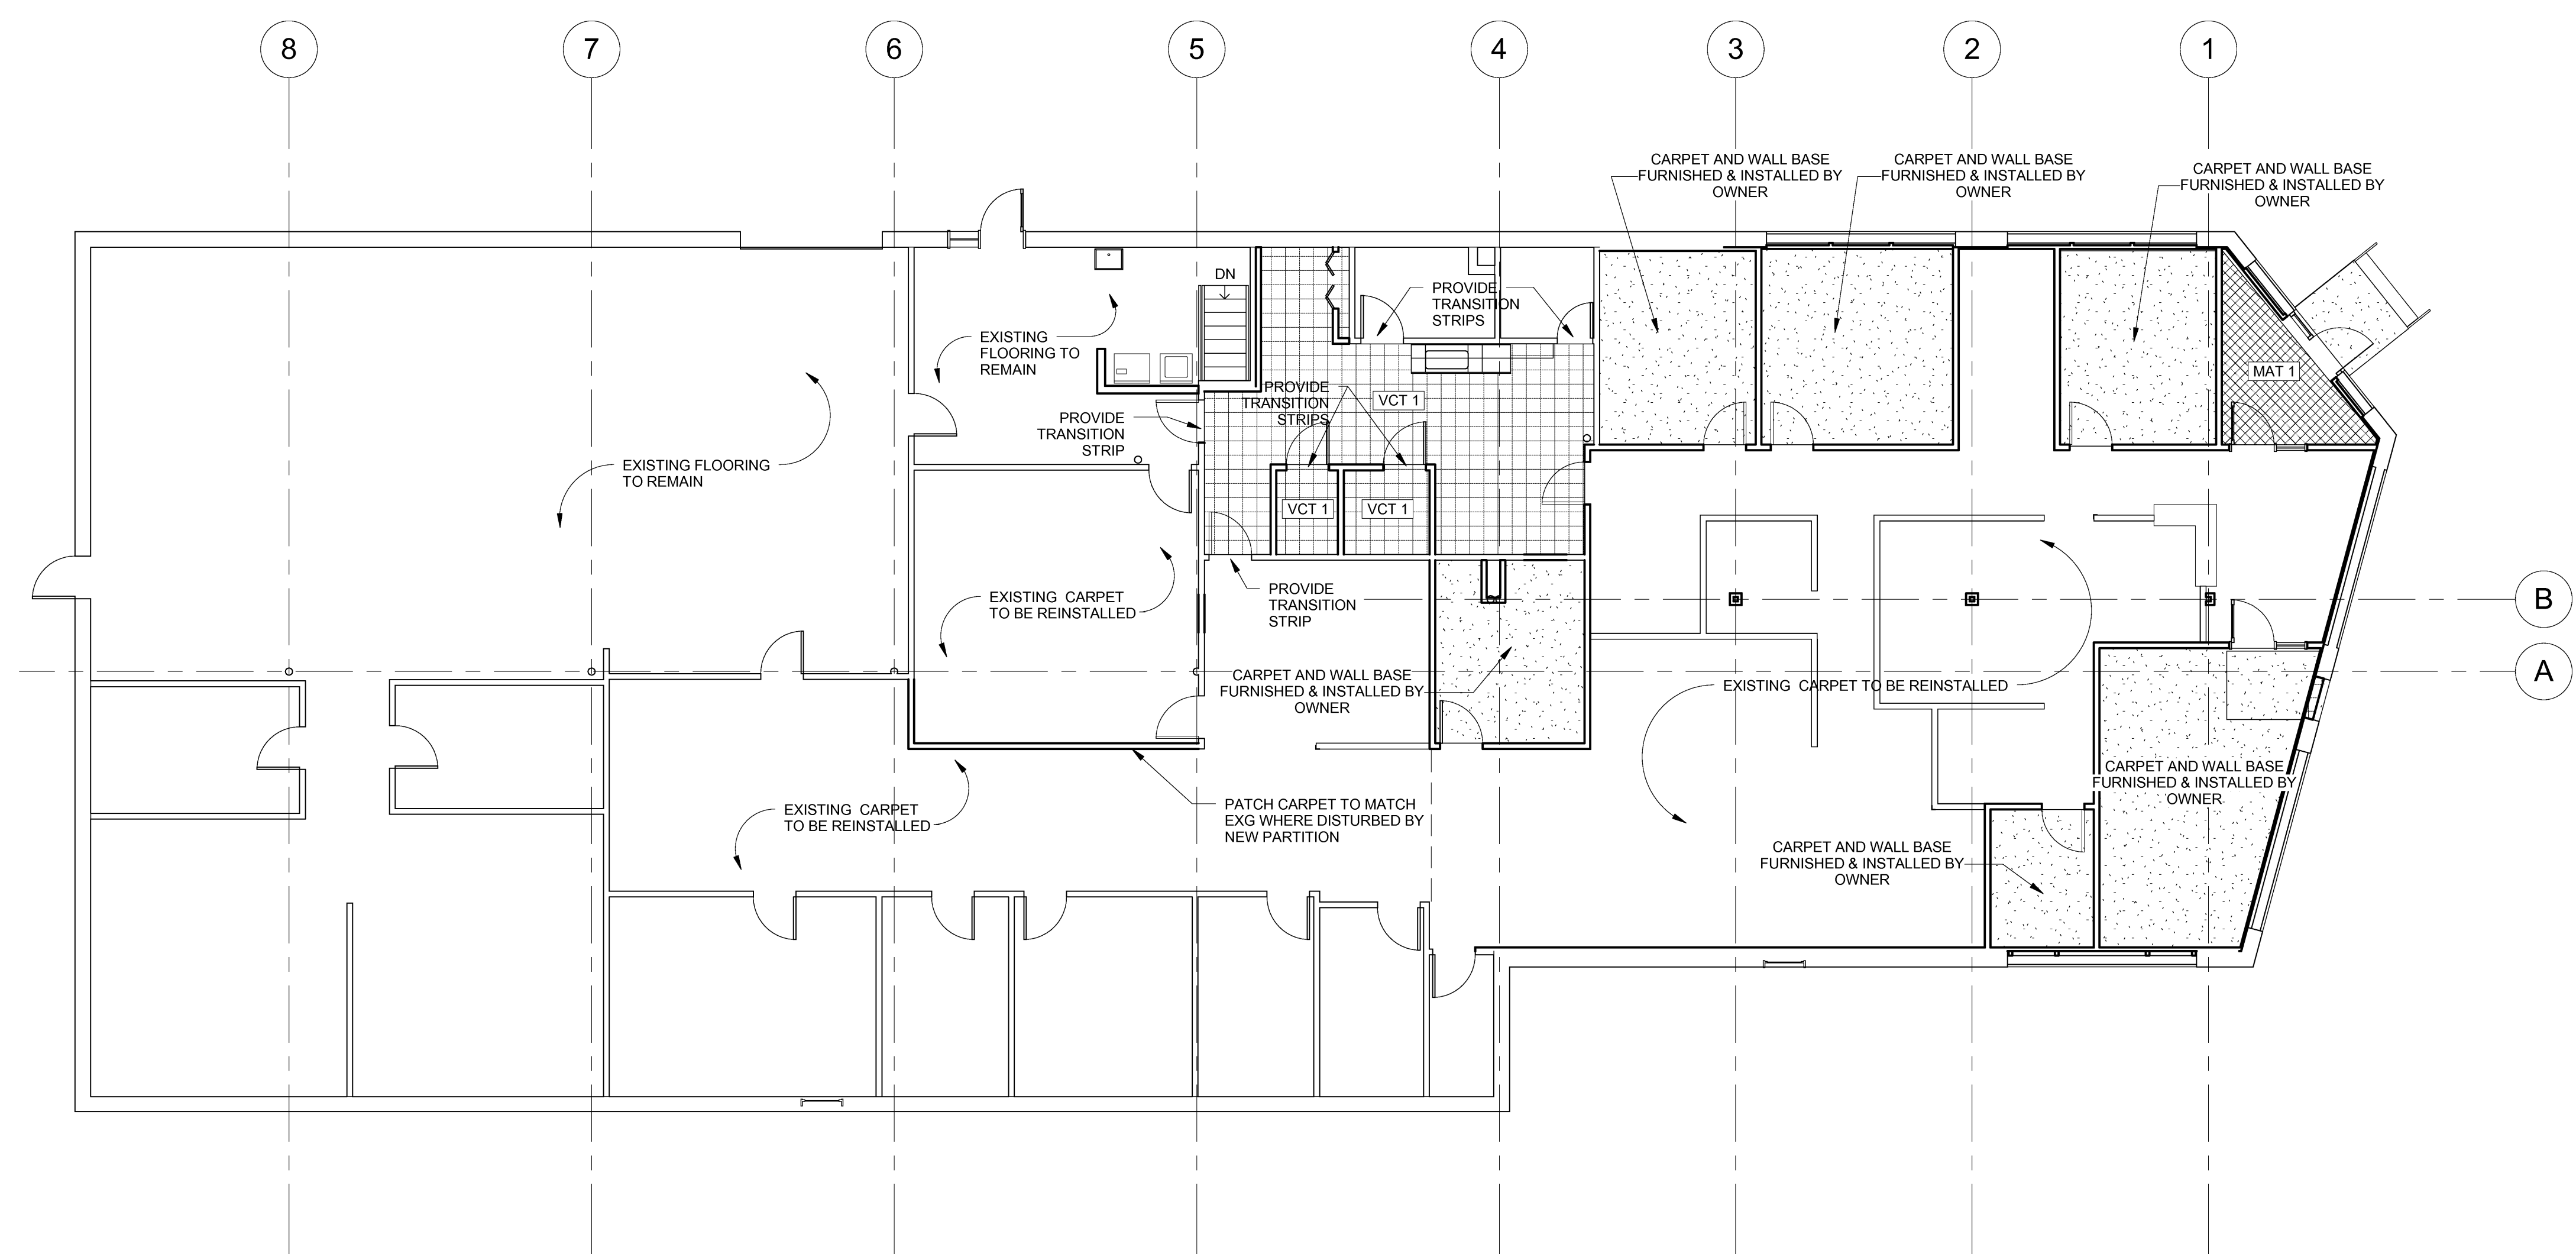 8
7
6
5
4
3
2
1
CARPET AND WALL BASE
FURNISHED & INSTALLED BY
OWNER
CARPET AND WALL BASE
FURNISHED & INSTALLED BY
OWNER
CARPET AND WALL BASE
FURNISHED & INSTALLED BY
OWNER
DN
PROVIDE
TRANSITION
STRIPS
EXISTING
FLOORING TO
REMAIN
MAT 1
PROVIDE
TRANSITION
STRIPS
VCT 1
PROVIDE
TRANSITION
STRIP
EXISTING FLOORING
TO REMAIN
VCT 1
VCT 1
EXISTING CARPET
TO BE REINSTALLED
PROVIDE
TRANSITION
STRIP
B
A
CARPET AND WALL BASE
FURNISHED & INSTALLED BY
OWNER
EXISTING CARPET TO BE REINSTALLED
CARPET AND WALL BASE
FURNISHED & INSTALLED BY
OWNER
EXISTING CARPET
TO BE REINSTALLED
PATCH CARPET TO MATCH
EXG WHERE DISTURBED BY
NEW PARTITION
CARPET AND WALL BASE
FURNISHED & INSTALLED BY
OWNER